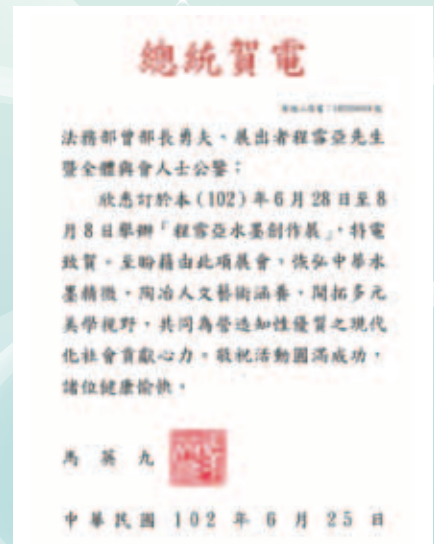 總統賀電
法務部曾部長勇夫、展出者程雪亞先生
暨全體與會人士公鑒：
欣悉訂於本(102)年6月28日至8
月8日舉辦「程雪亞水墨創作展」，特電
致賀。至盼藉由此項展會，恢弘中華水
墨精微，陶冶人文藝術涵養，開拓多元
美學視野，共同為營造知性優質之現代
化社會貢獻心力。敬祝活動圓滿成功，
諸位健康愉快。
馬英九
中華民國102年6月25日